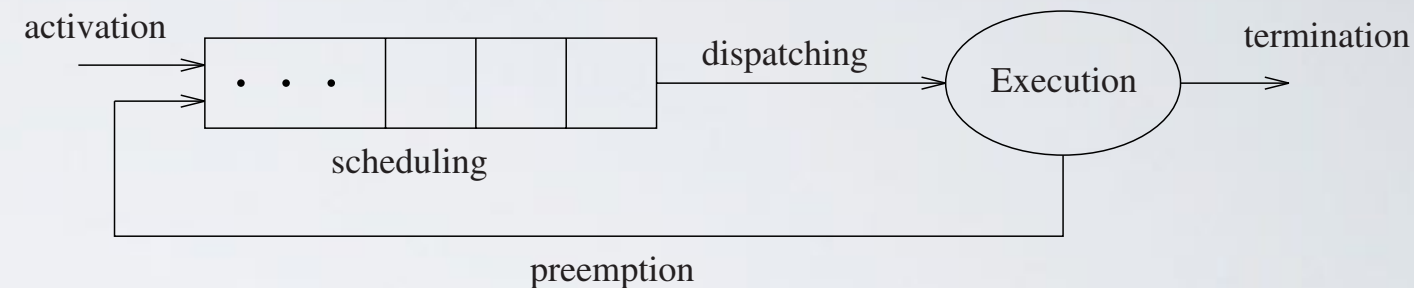 activation
termination
dispatching
Execution
scheduling
preemption